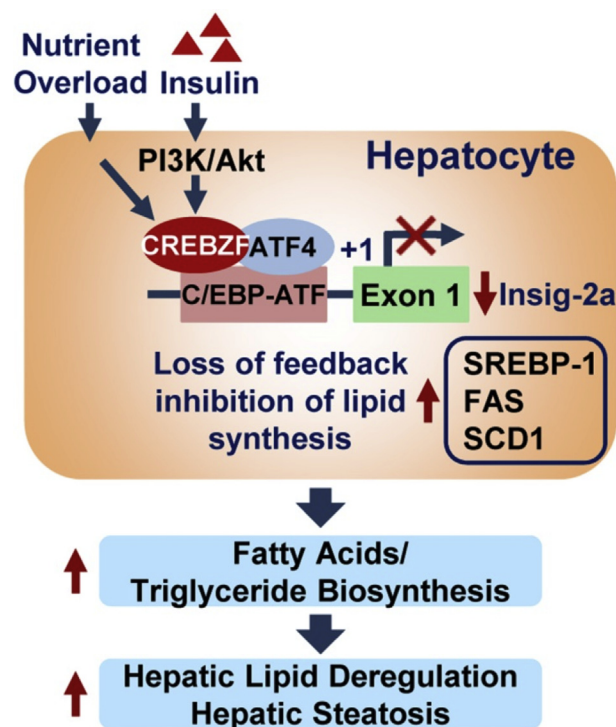 Nutrient
Overload
Insulin
PI3K/Akt
Hepatocyte
CREBZF
ATF4
+1
C/EBP-ATF
Exon 1
Insig-2a
Loss of feedback
inhibition of lipid
synthesis
SREBP-1
FAS
SCD1
Fatty Acids/
Triglyceride Biosynthesis
Hepatic Lipid Deregulation
Hepatic Steatosis